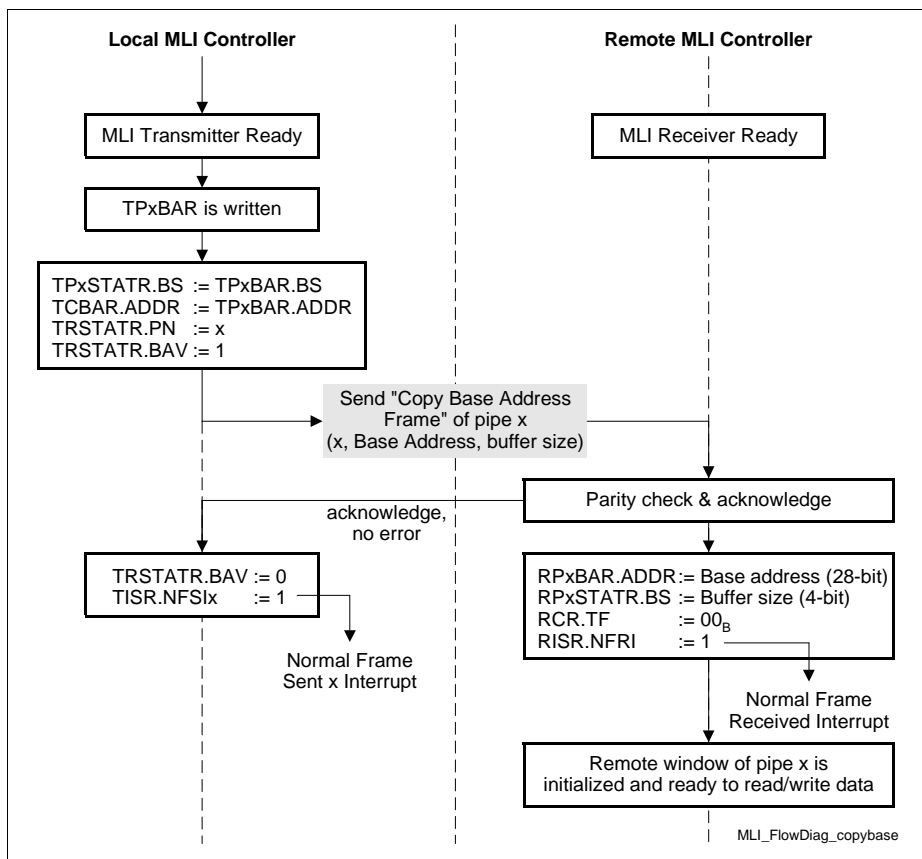 Local MLI Controller
Remote MLI Controller
MLI Transmitter Ready
MLI Receiver Ready
TPxBAR is written
TPxSTATR.BS := TPxBAR.BS
TCBAR.ADDR := TPxBAR.ADDR
TRSTATR.PN := x
TRSTATR.BAV := 1
Send "Copy Base Address
Frame" of pipe x
(x, Base Address, buffer size)
Parity check & acknowledge
acknowledge,
no error
TRSTATR.BAV := 0
TISR.NFSIx := 1
Normal Frame
Sent x Interrupt
RPxBAR.ADDR:= Base address (28-bit)
RPxSTATR.BS := Buffer size (4-bit)
RCR.TF := 00B
RISR.NFRI := 1
Normal Frame
Received Interrupt
Remote window of pipe x is
initialized and ready to read/write data
MLI_FlowDiag_copybase